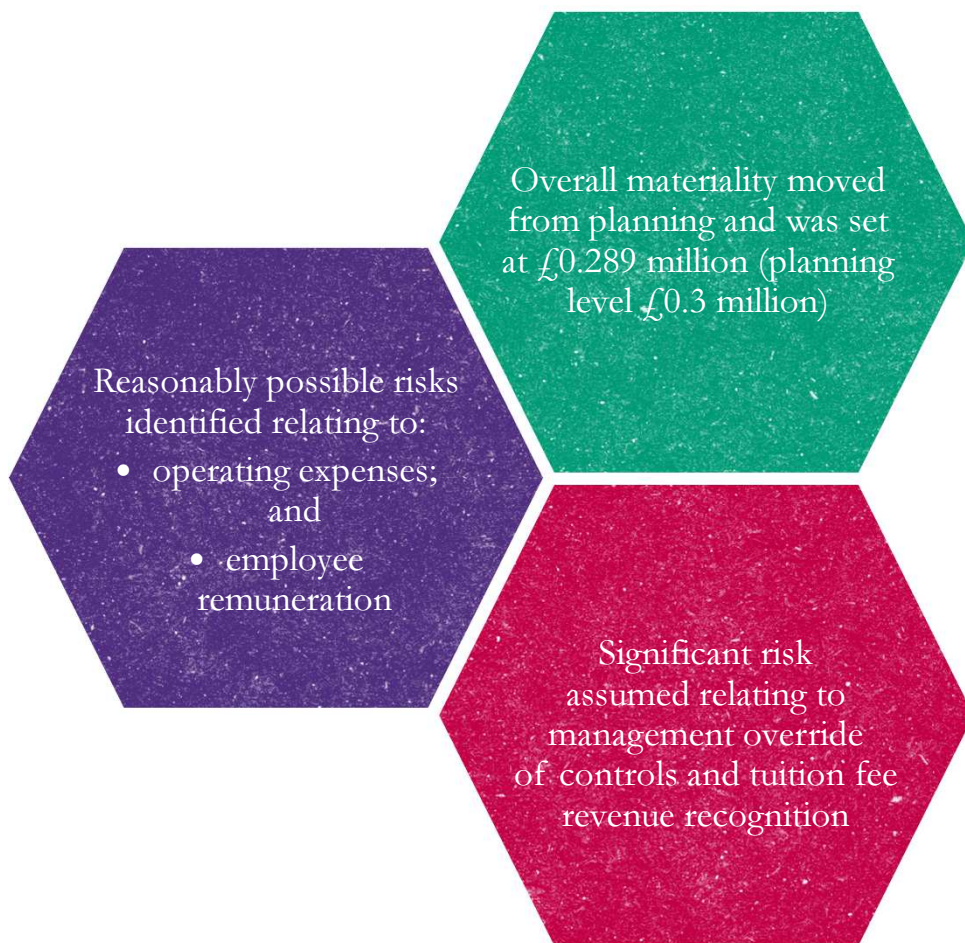 Overall materiality moved
from planning and was set
at £0.289 million (planning
level £0.3 million)
Reasonably possible risks
identified relating to:
• operating expenses;
and
• employee
remuneration
Significant risk
assumed relating to
management override
of controls and tuition fee
revenue recognition